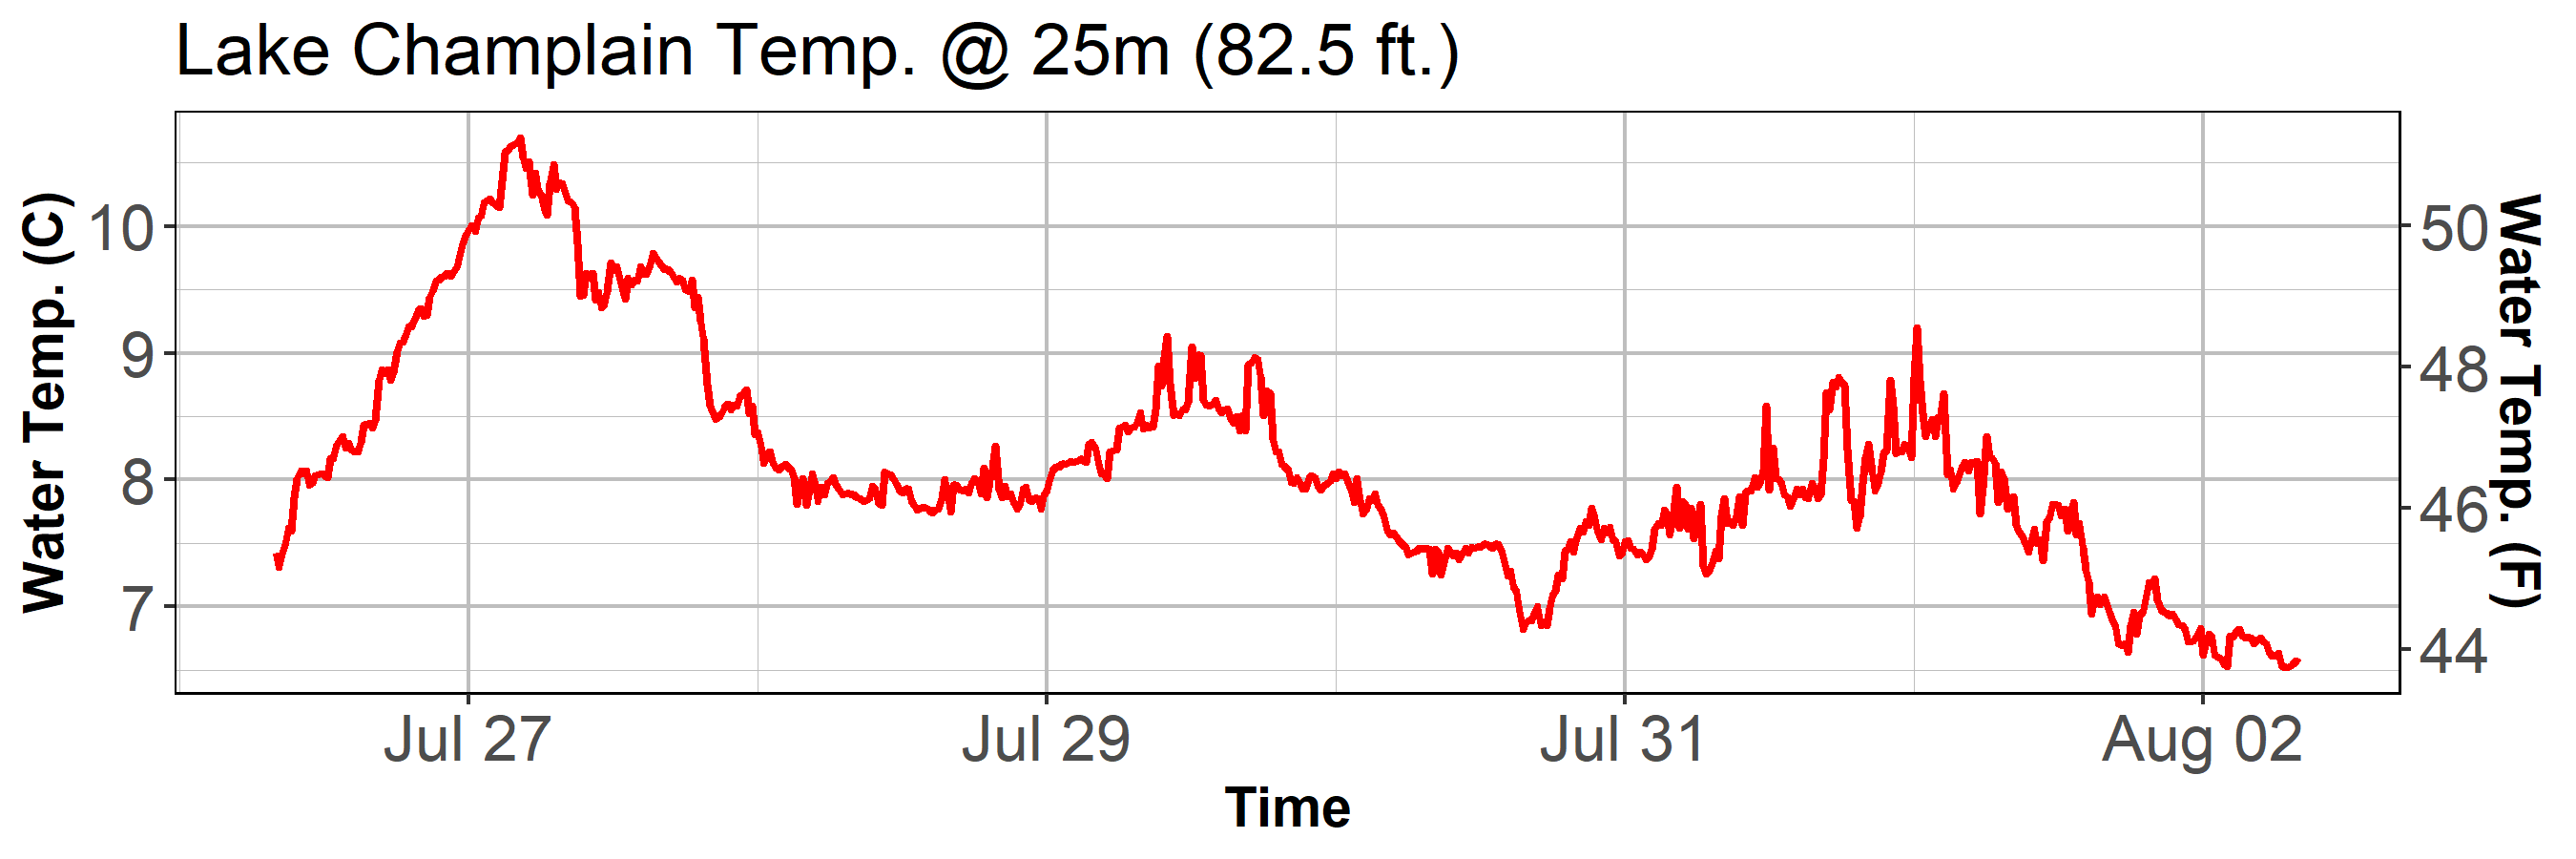 Lake Champlain Temp. @ 25m (82.5 ft.)
Water Temp. (C)
10
9
8
7
50
48
46
44
Water Temp. (F)
Jul 27 Jul 29 Jul 31 Aug 02
Time